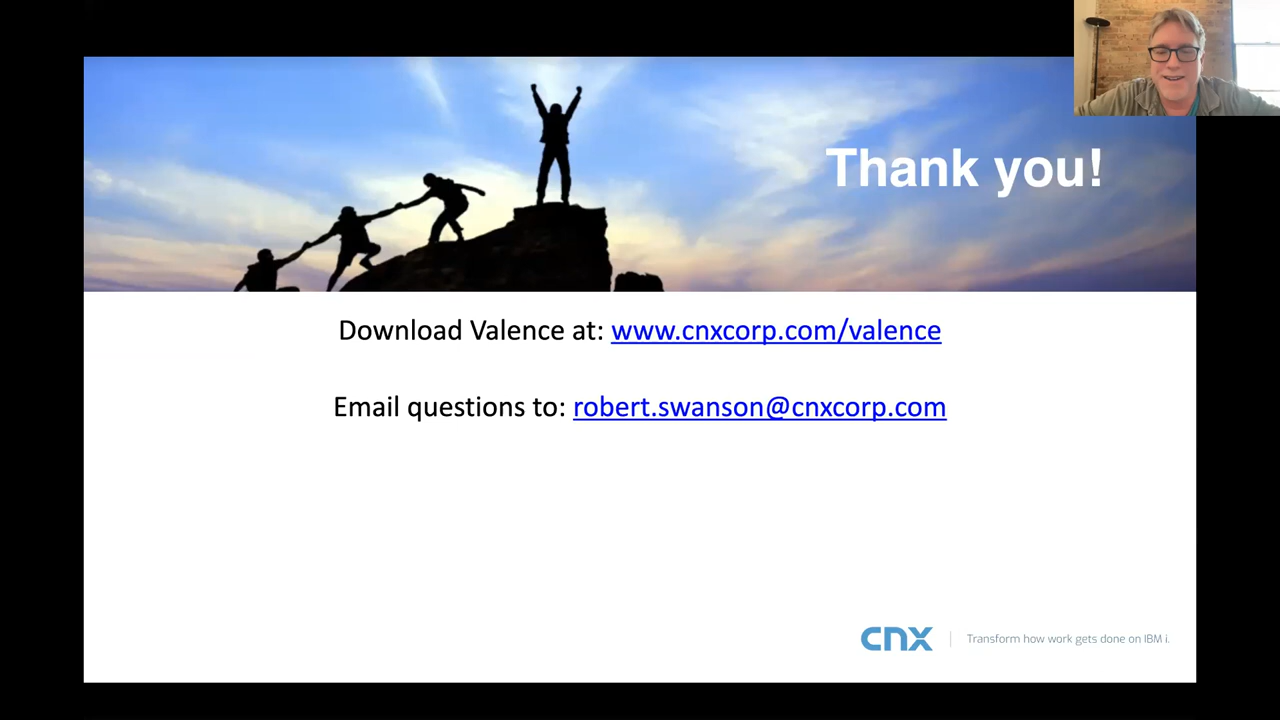 Thank you!
Download Valence at: www.cnxcorp.com/valence
Email questions to: robert.swanson@cnxcorp.com
cnx | Transform how work gets done on IBM i.